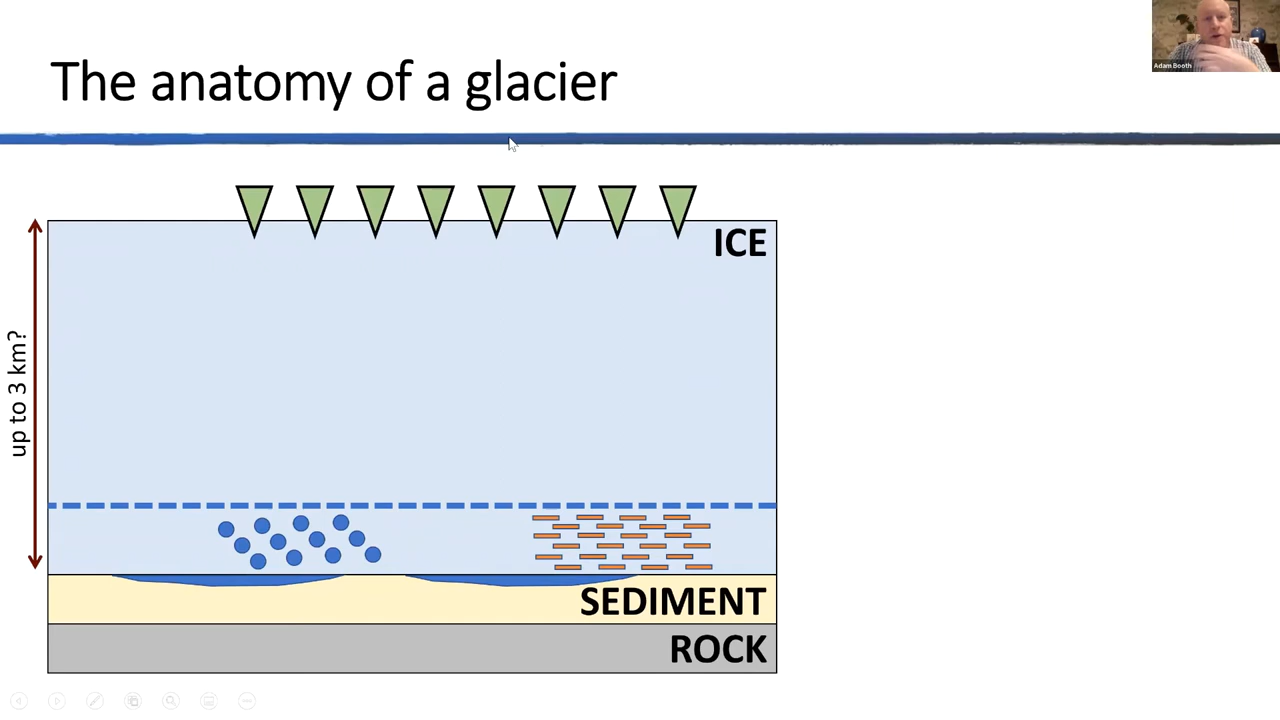 The anatomy of a glacier
Adam Booth
ICE
up to 3 km?
SEDIMENT
ROCK